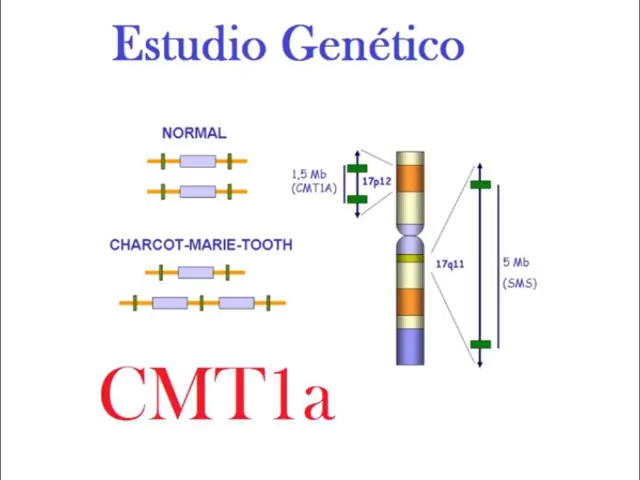 Estudio Genético
NORMAL
1,5 Mb
(CMT1A)
17p12
CHARCOT-MARIE-TOOTH
17q11
5 Mb
(SMS)
CMT1a